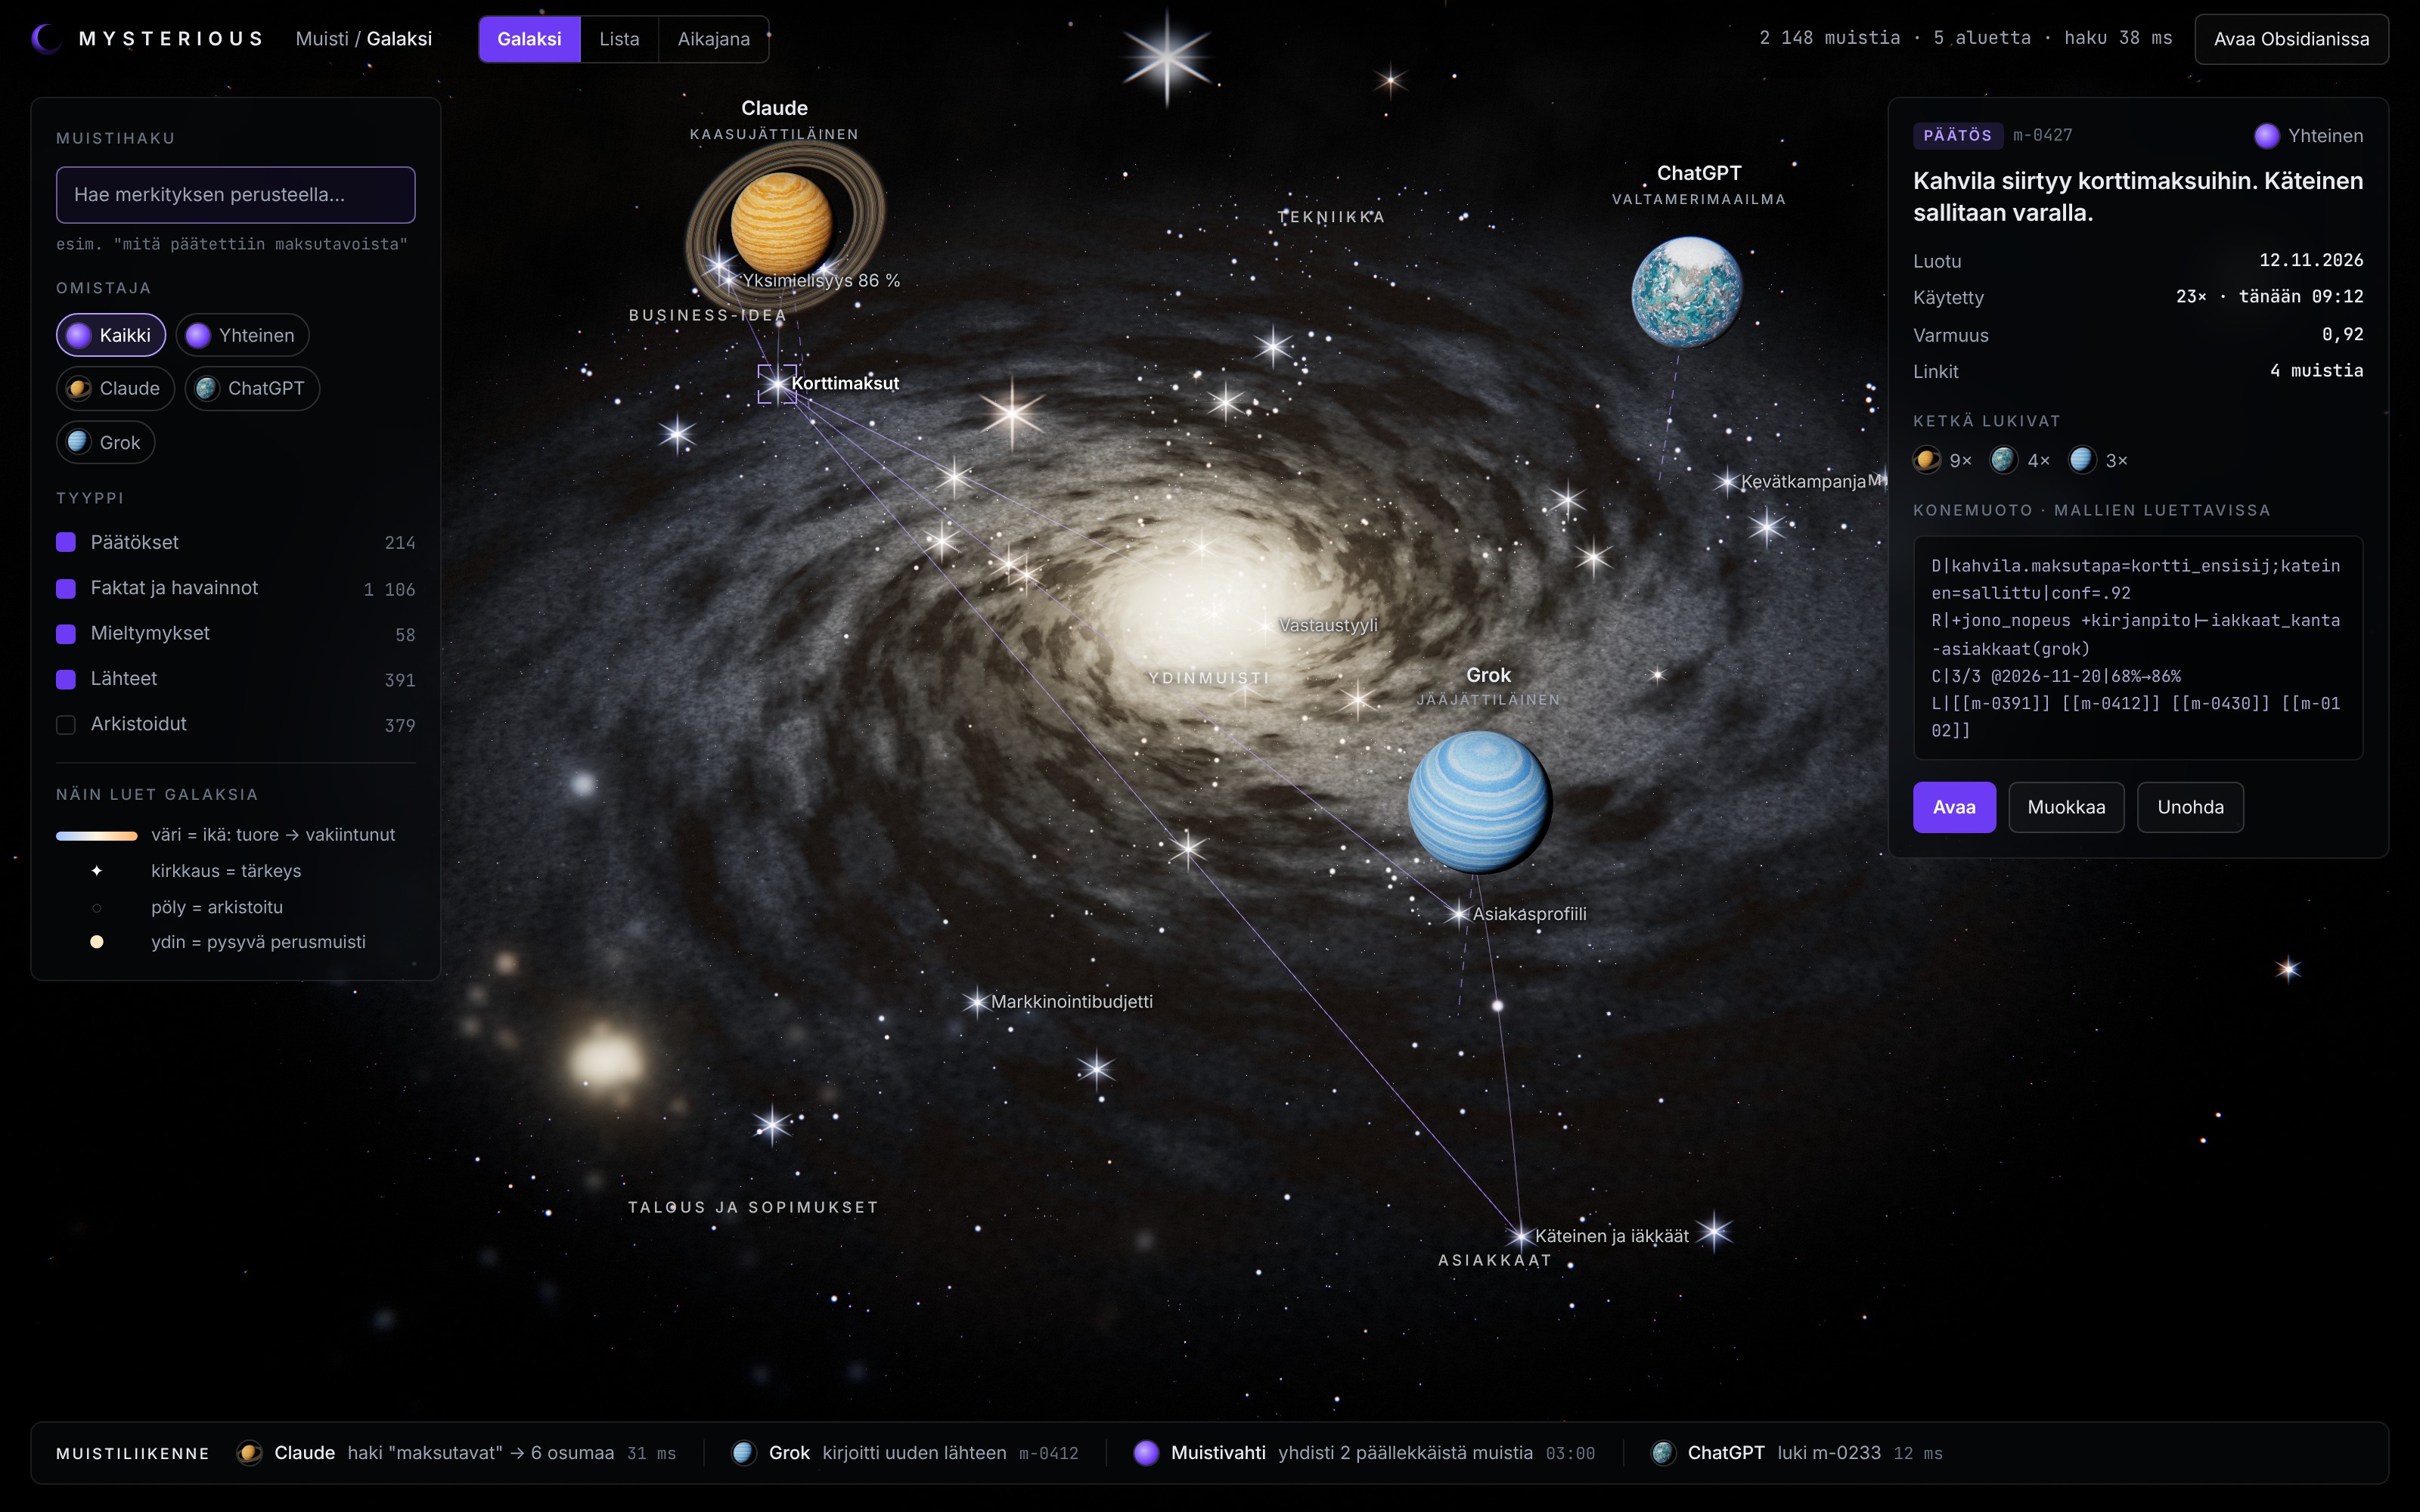 MYSTERIOUS
Muisti / Galaksi
Galaksi
Lista
Aikajana
2 148 muistia · 5 aluetta · haku 38 ms
Avaa Obsidianissa
MUISTIHAKU
Hae merkityksen perusteella...
esim. "mitä päätettiin maksutavoista"
OMISTAJA
Kaikki
Yhteinen
Claude
ChatGPT
Grok
TYYPPI
Päätökset 214
Faktat ja havainnot 1 106
Mieltymykset 58
Lähteet 391
Arkistoidut 379
NÄIN LUET GALAKSIA
väri = ikä: tuore → vakiintunut
kirkkaus = tärkeys
pöly = arkistoitu
ydin = pysyvä perusmuisti
Claude
KAASUJÄTTILÄINEN
Yksimielisyys 86 %
BUSINESS-IDEA
Korttimaksut
TEKNIIKKA
ChatGPT
VALTAMERIMAAILMA
Kevätkampanja
Vastaustyyli
YDINMUISTI
Grok
JÄÄJÄTTILÄINEN
Asiakasprofiili
Markkinointibudjetti
TALOUS JA SOPIMUKSET
Käteinen ja iäkkäät
ASIAKKAAT
PÄÄTÖS m-0427
Yhteinen
Kahvila siirtyy korttimaksuihin. Käteinen
sallitaan varalla.
Luotu 12.11.2026
Käytetty 23× · tänään 09:12
Varmuus 0,92
Linkit 4 muistia
KETKÄ LUKIVAT
9× 4× 3×
KONEMUOTO · MALLIEN LUETTAVISSA
D|kahvila.maksutapa=kortti_ensisij;katein
en=sallittu|conf=.92
R|+jono_nopeus +kirjanpito|—iakkaat_kanta
-asiakkaat(grok)
C|3/3 @2026-11-20|68%→86%
L|[[m-0391]] [[m-0412]] [[m-0430]] [[m-01
02]]
Avaa
Muokkaa
Unohda
MUISTILIIKENNE
Claude haki "maksutavat" → 6 osumaa 31 ms
Grok kirjoitti uuden lähteen m-0412
Muistivahti yhdisti 2 päällekkäistä muistia 03:00
ChatGPT luki m-0233 12 ms